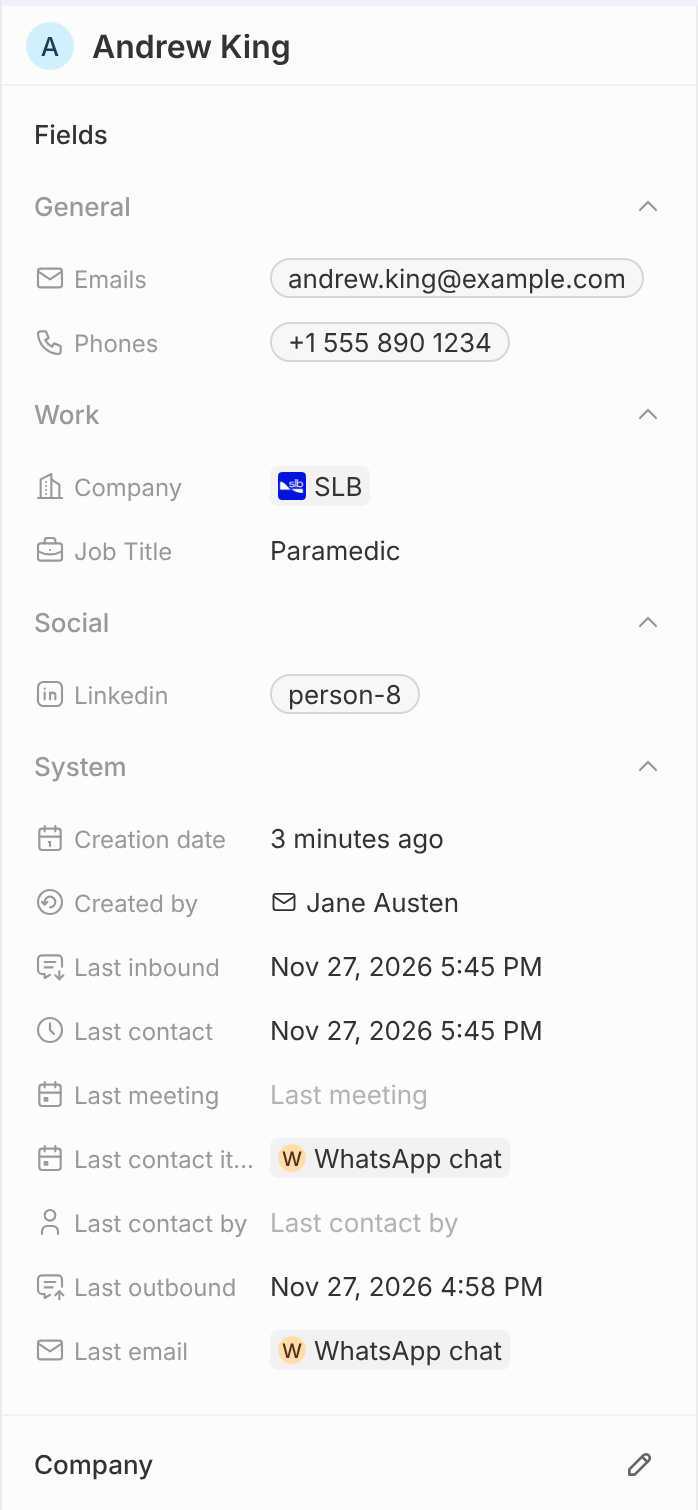 A Andrew King
Fields
General
Emails andrew.king@example.com
Phones +1 555 890 1234
Work
Company slb SLB
Job Title Paramedic
Social
in Linkedin person-8
System
1 Creation date 3 minutes ago
Created by Jane Austen
Last inbound Nov 27, 2026 5:45 PM
Last contact Nov 27, 2026 5:45 PM
Last meeting Last meeting
Last contact it... W WhatsApp chat
Last contact by Last contact by
Last outbound Nov 27, 2026 4:58 PM
Last email W WhatsApp chat
Company